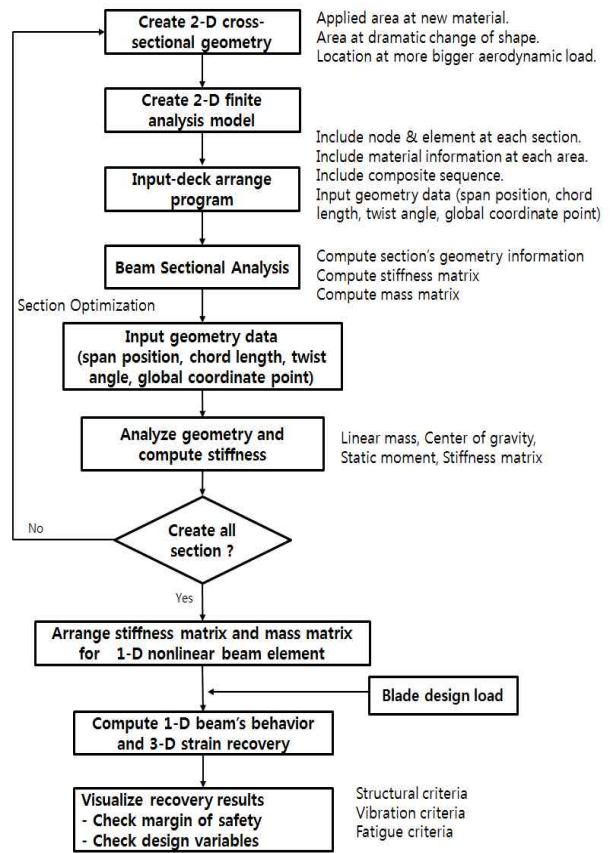 Create 2-D cross-
sectional geometry
Applied area at new material.
Area at dramatic change of shape.
Location at more bigger aerodynamic load.
Create 2-D finite
analysis model
Input-deck arrange
program
Include node & element at each section.
Include material information at each area.
Include composite sequence.
Input geometry data (span position, chord
length, twist angle, global coordinate point)
Beam Sectional Analysis
Compute section's geometry information
Compute stiffness matrix
Compute mass matrix
Section Optimization
Input geometry data
(span position, chord length, twist
angle, global coordinate point)
Analyze geometry and
compute stiffness
Linear mass, Center of gravity,
Static moment, Stiffness matrix
No
Create all
section ?
Yes
Arrange stiffness matrix and mass matrix
for 1-D nonlinear beam element
Blade design load
Compute 1-D beam's behavior
and 3-D strain recovery
Visualize recovery results
- Check margin of safety
- Check design variables
Structural criteria
Vibration criteria
Fatigue criteria